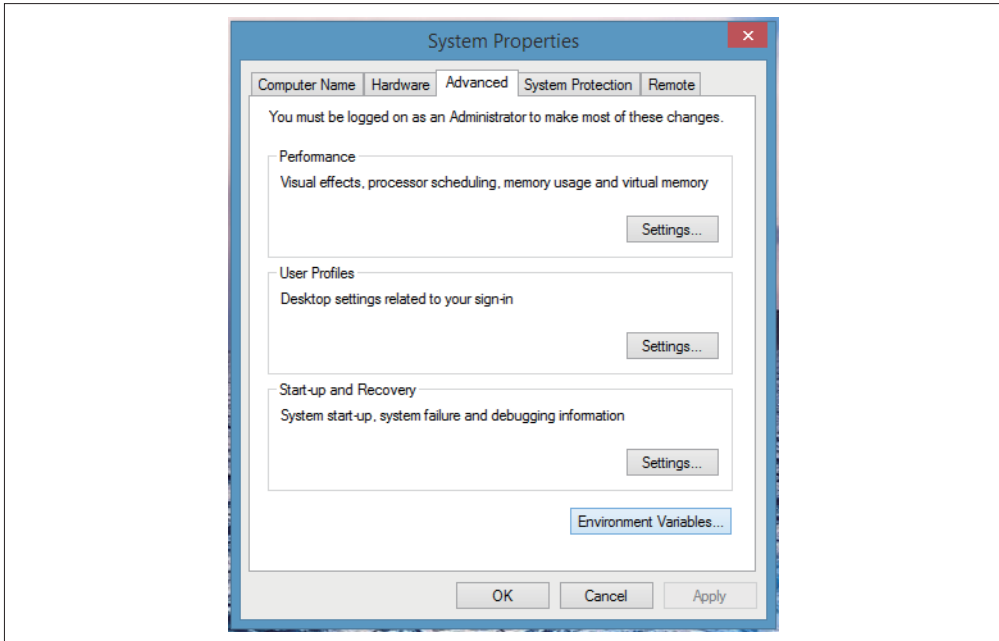 System Properties
Computer Name Hardware Advanced System Protection Remote
You must be logged on as an Administrator to make most of these changes.
Performance
Visual effects, processor scheduling, memory usage and virtual memory
Settings...
User Profiles
Desktop settings related to your sign-in
Settings...
Start-up and Recovery
System start-up, system failure and debugging information
Settings...
Environment Variables...
OK Cancel Apply